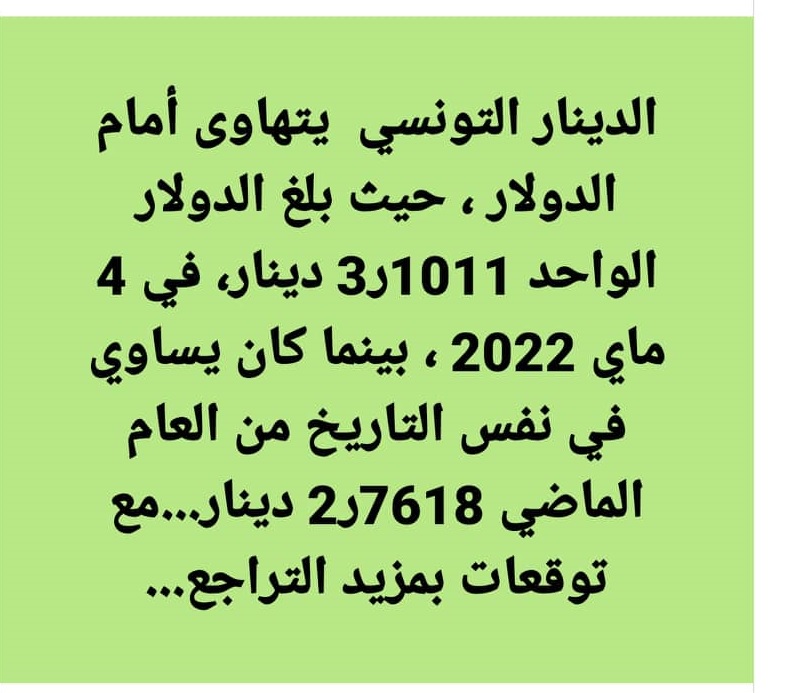 الدينار التونسي يتهاوى أمام
الدولار ، حيث بلغ الدولار
الواحد 1011ر3 دينار، في 4
ماي 2022 ، بينما كان يساوي
في نفس التاريخ من العام
الماضي 7618ر2 دينار...مع
توقعات بمزيد التراجع...